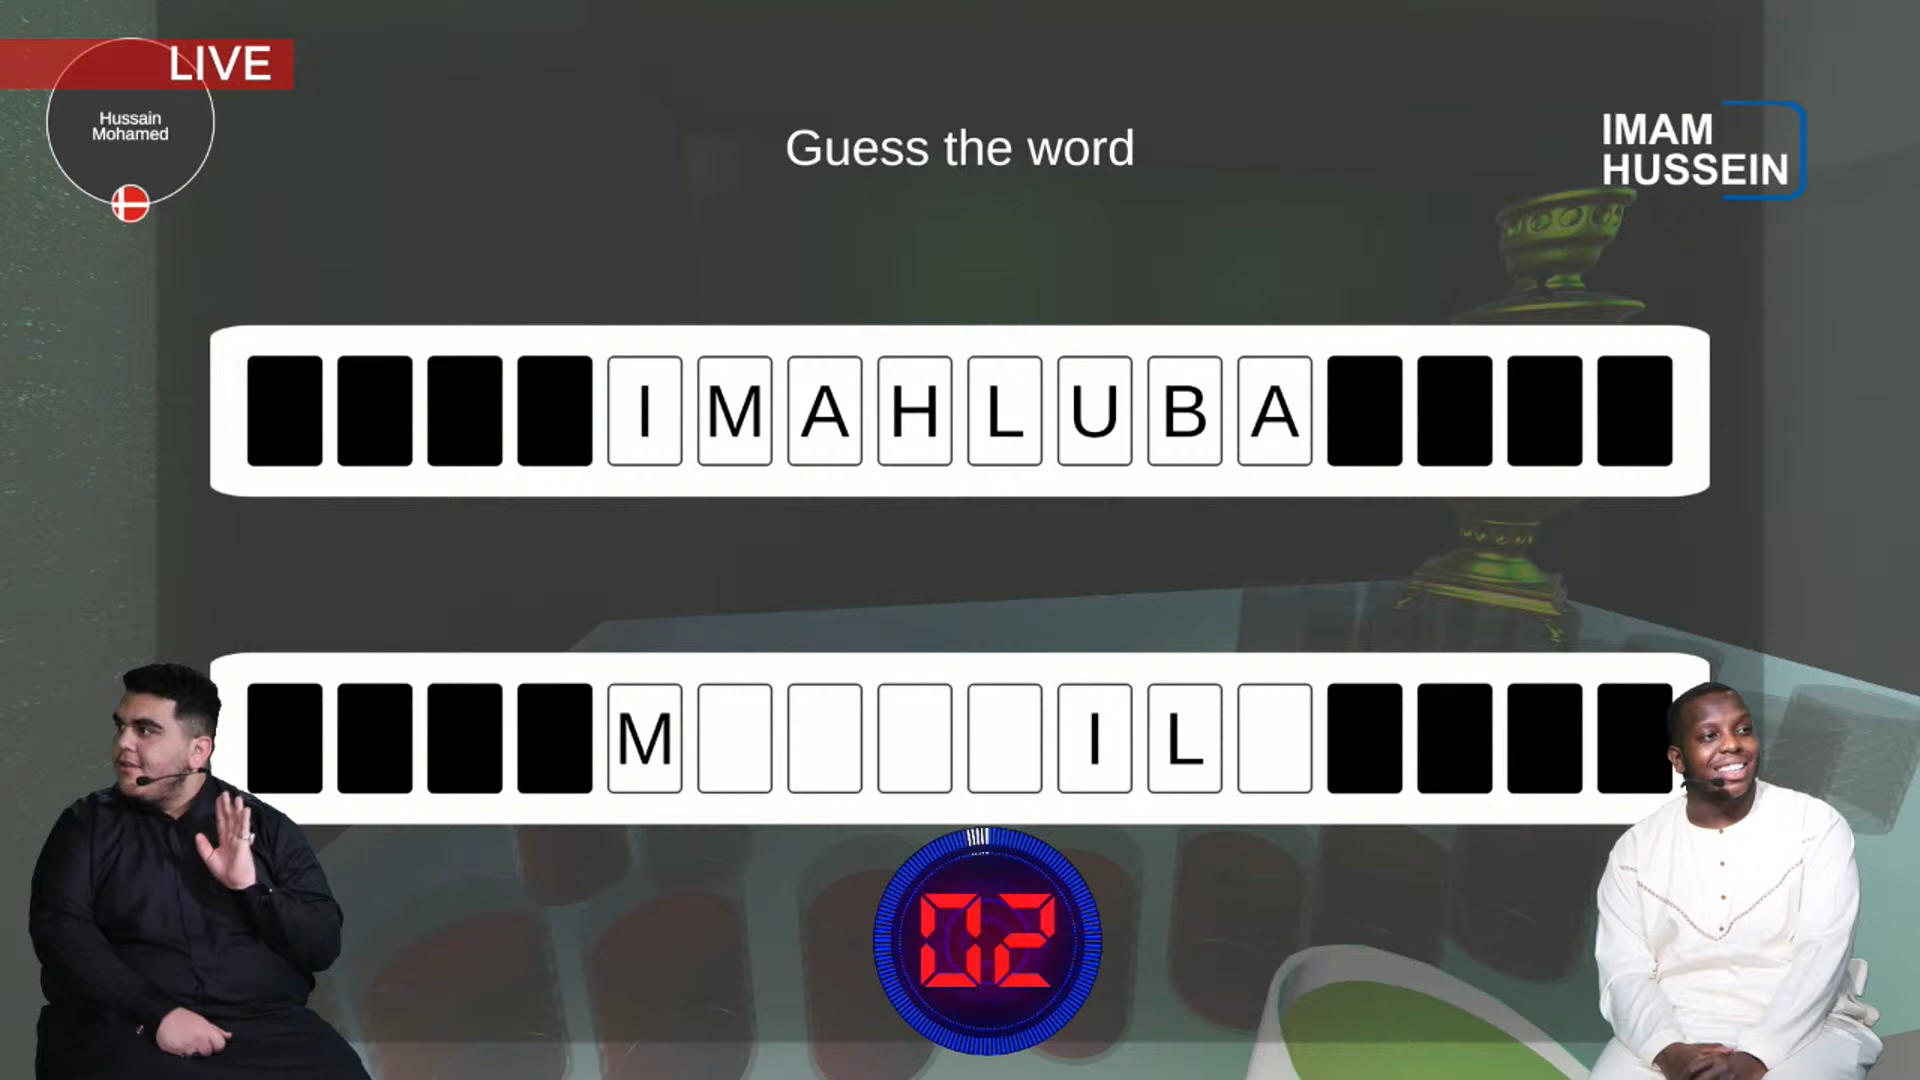 LIVE
Hussain
Mohamed
Guess the word
IMAM
HUSSEIN
I M A H L U B A
M I L
02